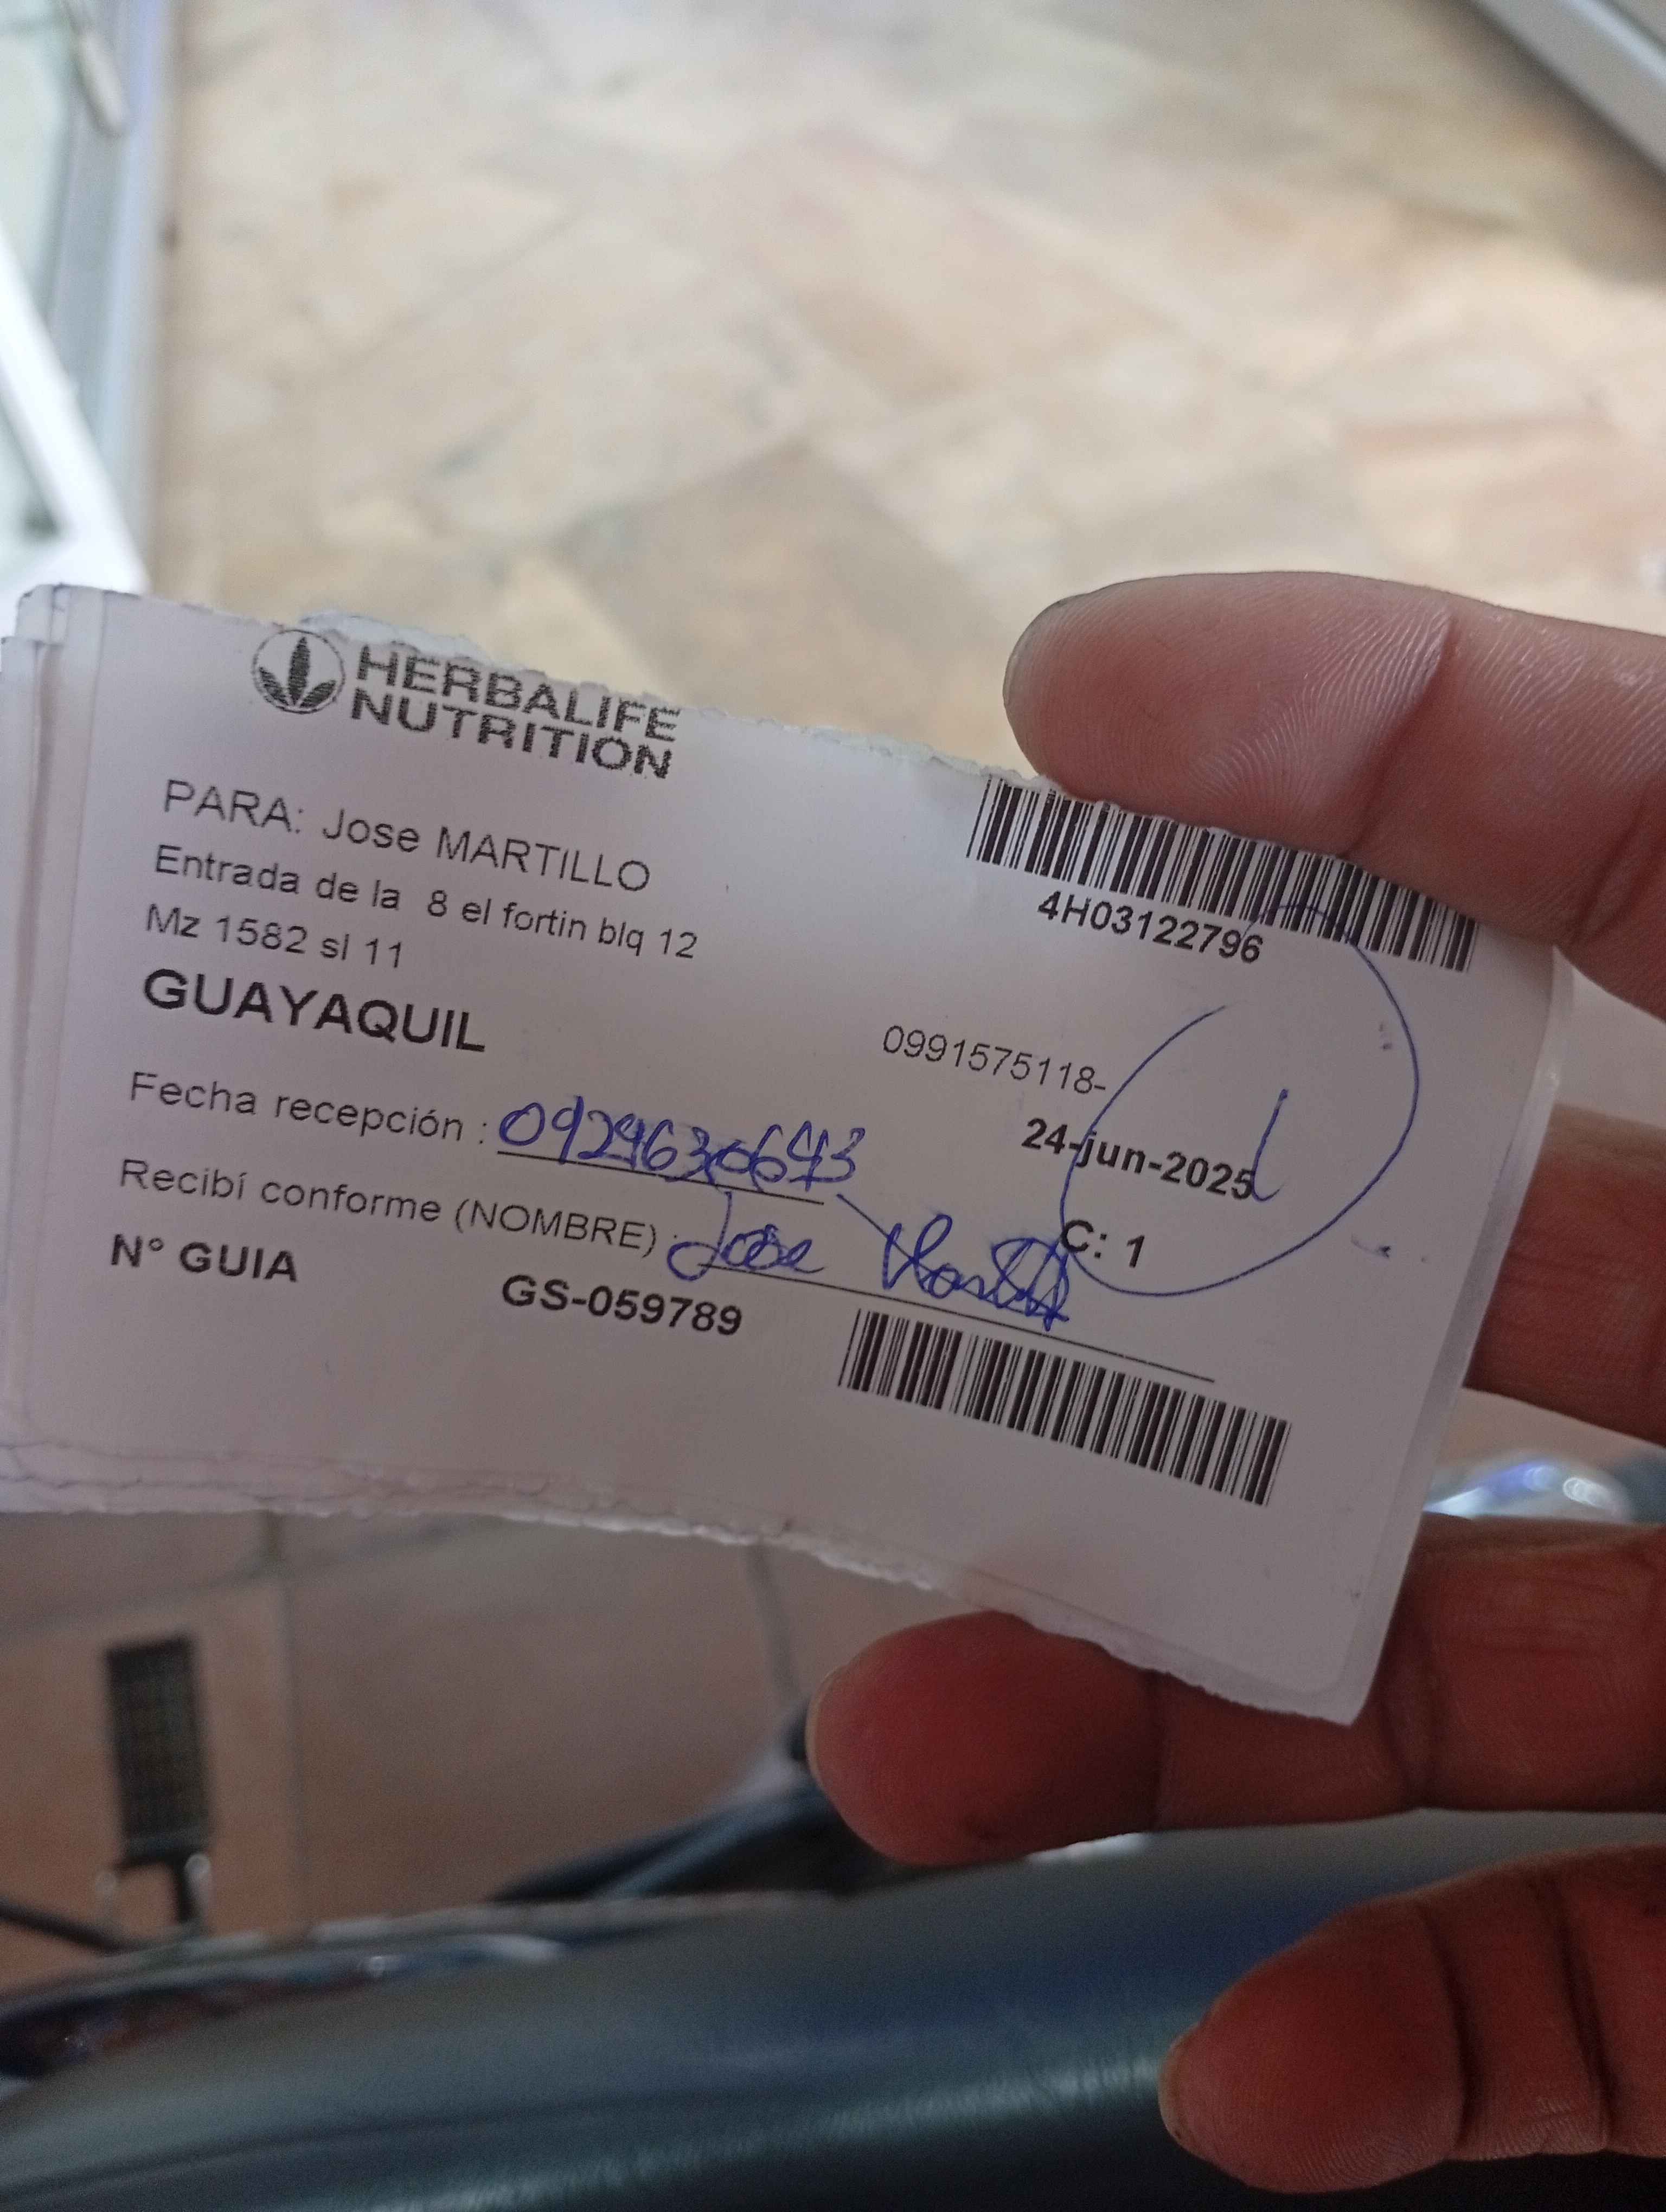 HERBALIFE
NUTRITION
PARA: Jose MARTILLO
Entrada de la 8 el fortin blq 12
Mz 1582 sl 11
GUAYAQUIL
4H03122796
0991575118-
24-jun-2025
C: 1
Fecha recepción :
Recibí conforme (NOMBRE) : Jose
N° GUIA GS-059789